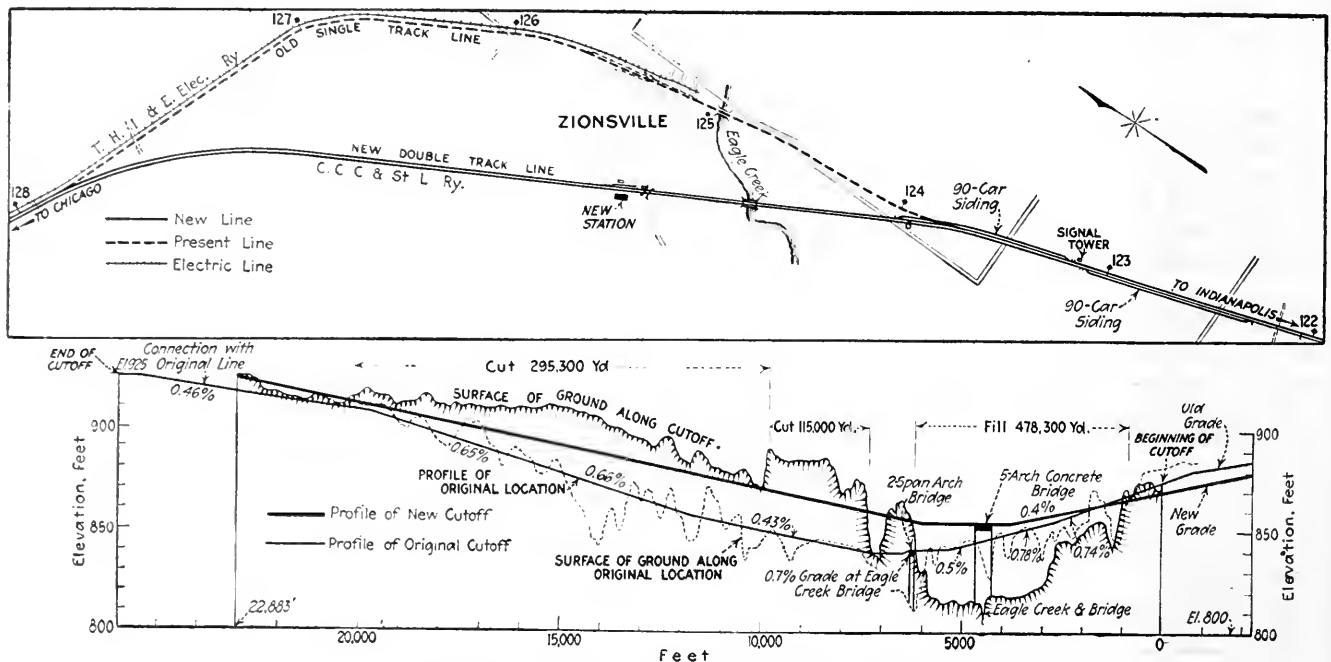 127
126
OLD SINGLE TRACK LINE
T. H. I & E. Elec. Ry
ZIONSVILLE
125
Eagle Creek
NEW DOUBLE TRACK LINE
C. C. C & St L Ry.
128
TO CHICAGO
NEW
STATION
124
90-Car
Siding
SIGNAL
TOWER
123
TO INDIANAPOLIS
122
90-Car
Siding
New Line
Present Line
Electric Line
END OF
CUTOFF
Connection with
El.925 Original Line
0.46%
Cut 295,300 Yd
SURFACE OF GROUND ALONG CUTOFF
Cut 115,000 Yd.
Fill 478,300 Yd.
Old
Grade
BEGINNING OF
CUTOFF
900
850
800
Elevation, Feet
0.65%
0.66%
PROFILE OF
ORIGINAL LOCATION
2-Span Arch
Bridge
5-Arch Concrete
Bridge
0.4%
New
Grade
900
850
800
Elevation, Feet
Profile of New Cutoff
Profile of Original Cutoff
0.43%
SURFACE OF GROUND ALONG
ORIGINAL LOCATION
0.7% Grade at Eagle
Creek Bridge
0.5%
0.78%
0.74%
Eagle Creek & Bridge
El. 800
22,883'
20,000
15,000
10,000
5000
0
Feet